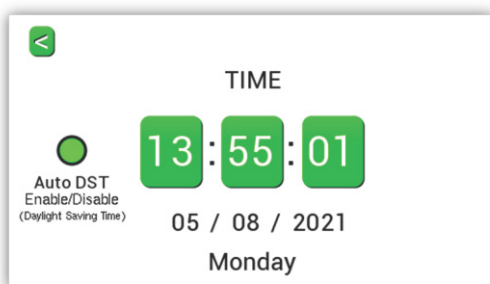 <
TIME
13 : 55 : 01
Auto DST
Enable/Disable
(Daylight Saving Time)
05 / 08 / 2021
Monday